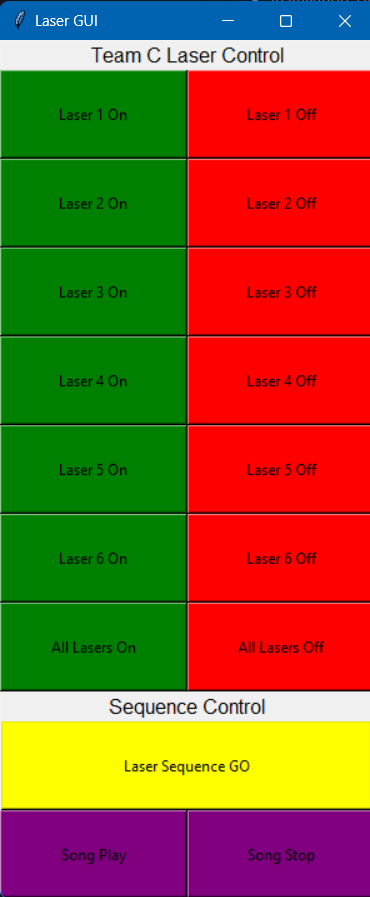 Laser GUI
Team C Laser Control
Laser 1 On Laser 1 Off
Laser 2 On Laser 2 Off
Laser 3 On Laser 3 Off
Laser 4 On Laser 4 Off
Laser 5 On Laser 5 Off
Laser 6 On Laser 6 Off
All Lasers On All Lasers Off
Sequence Control
Laser Sequence GO
Song Play Song Stop